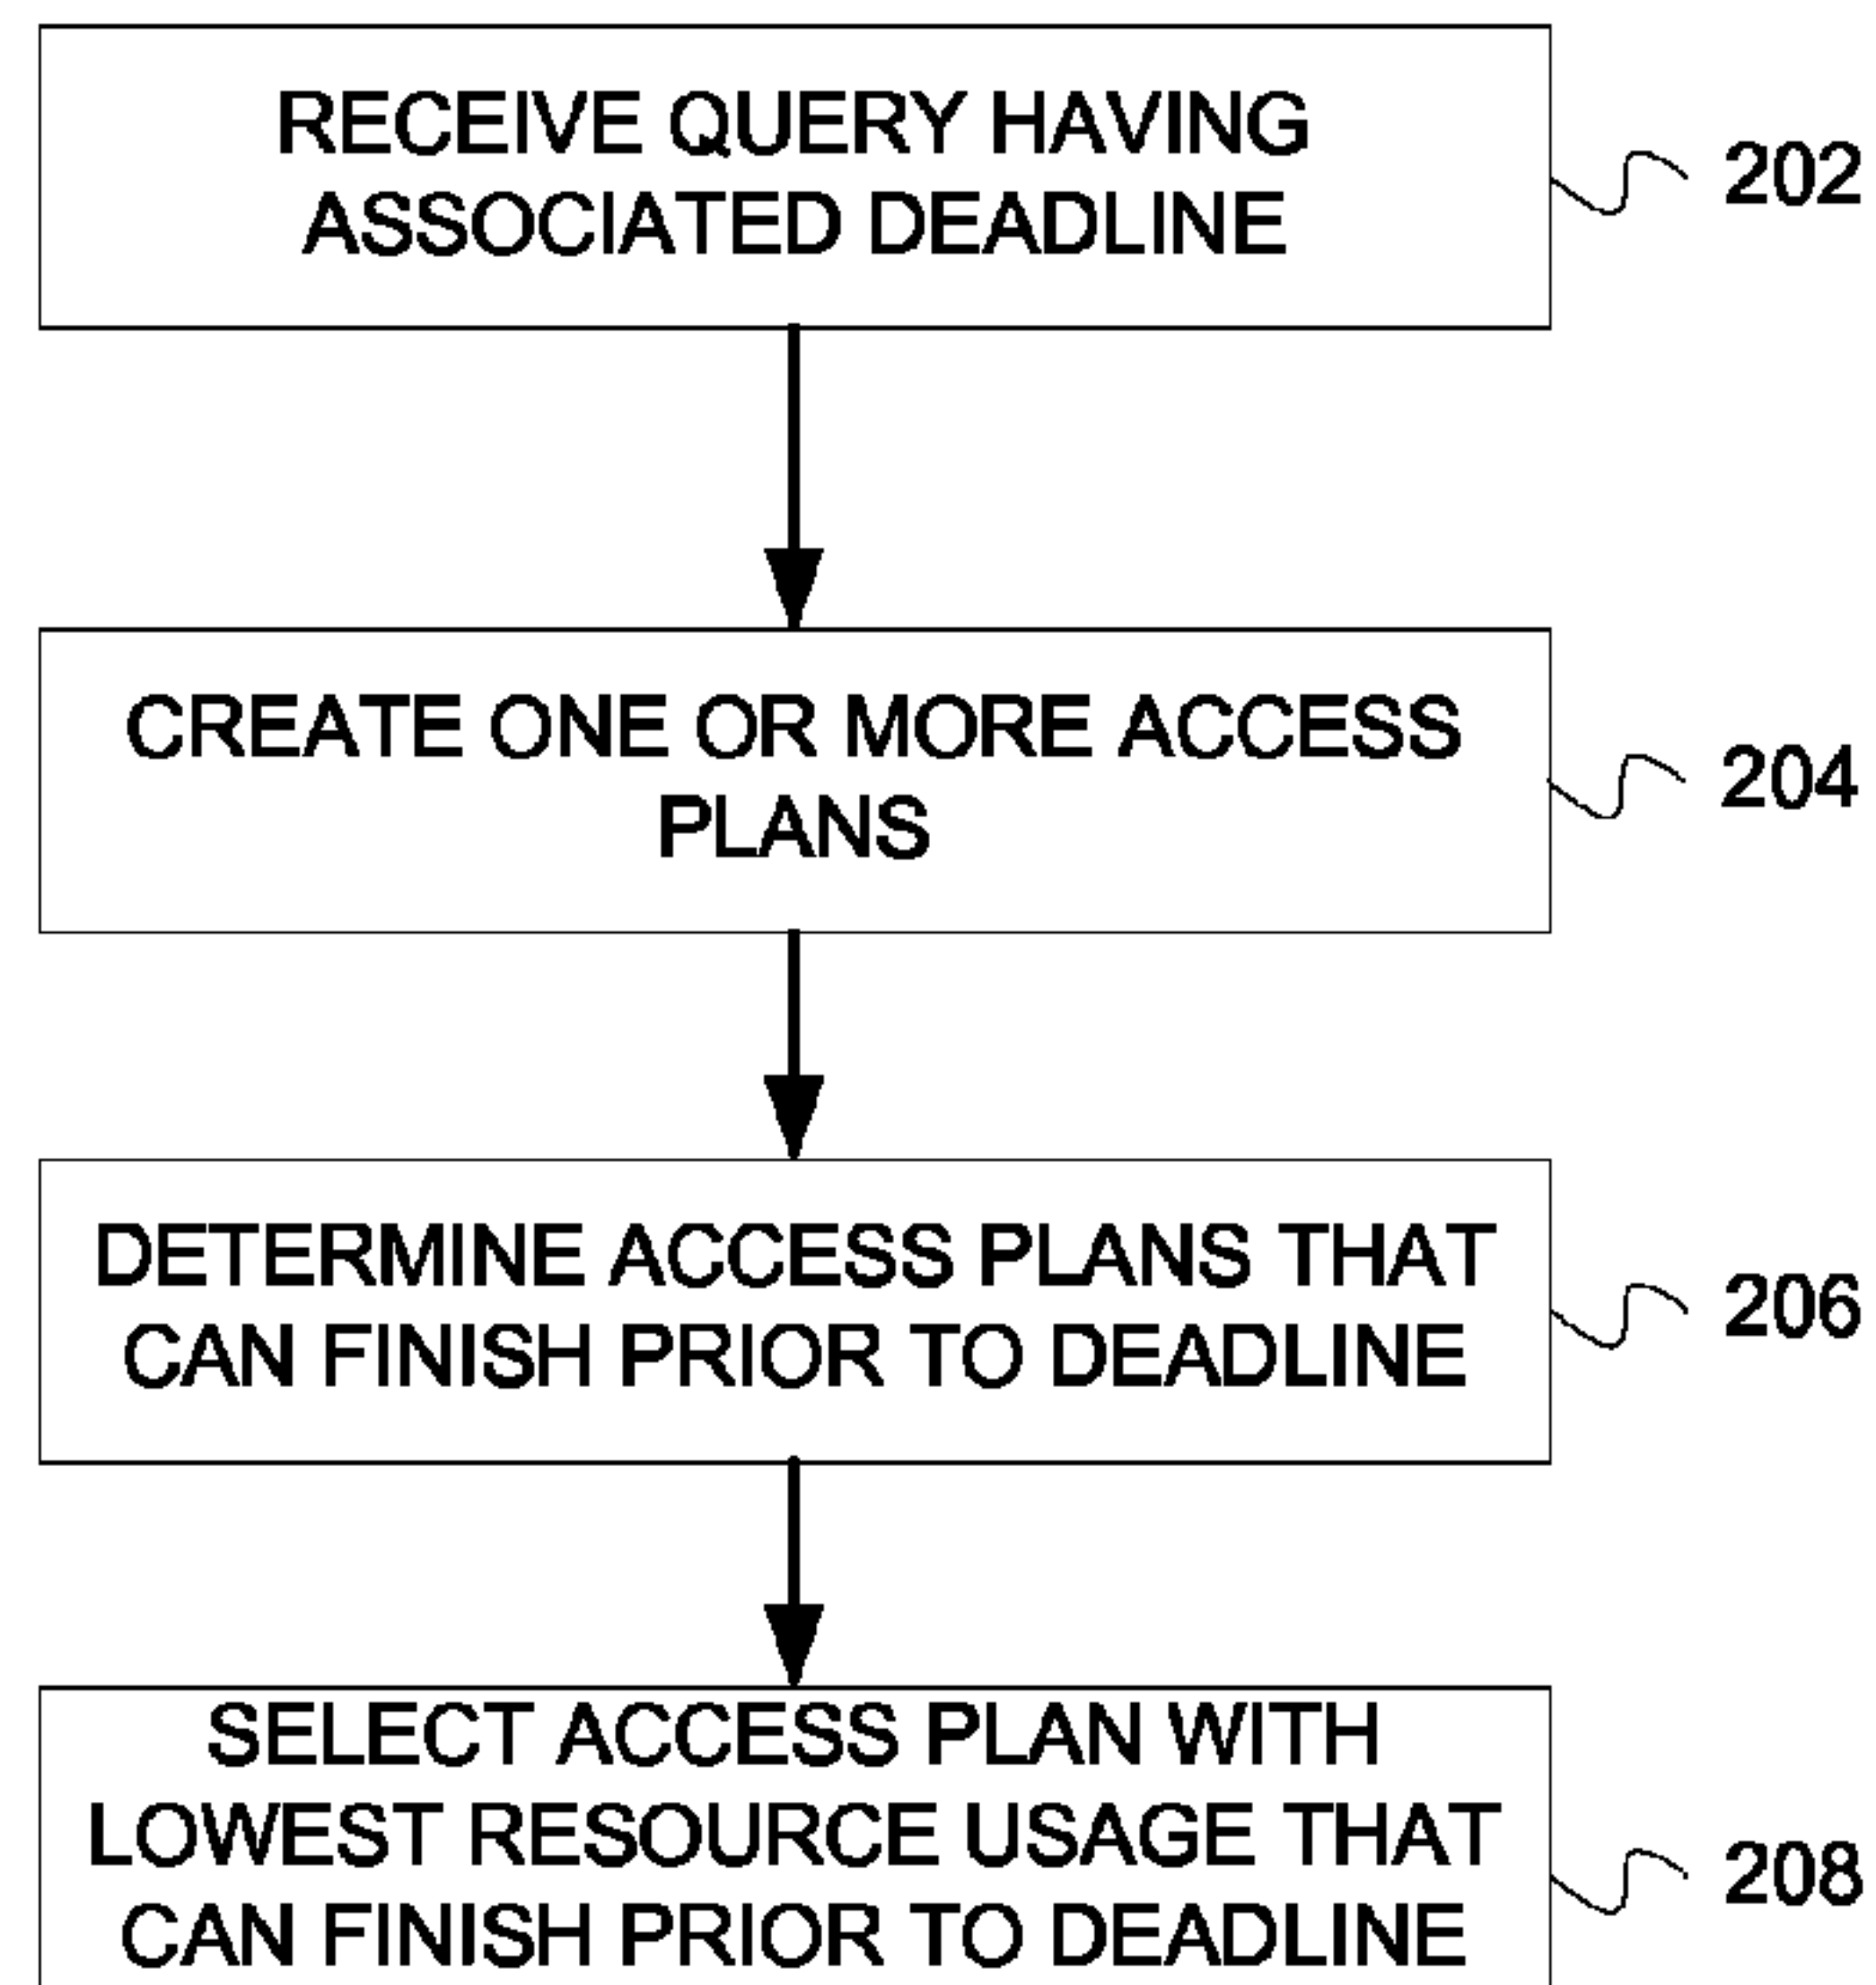 RECEIVE QUERY HAVING
ASSOCIATED DEADLINE
202
CREATE ONE OR MORE ACCESS
PLANS
204
DETERMINE ACCESS PLANS THAT
CAN FINISH PRIOR TO DEADLINE
206
SELECT ACCESS PLAN WITH
LOWEST RESOURCE USAGE THAT
CAN FINISH PRIOR TO DEADLINE
208